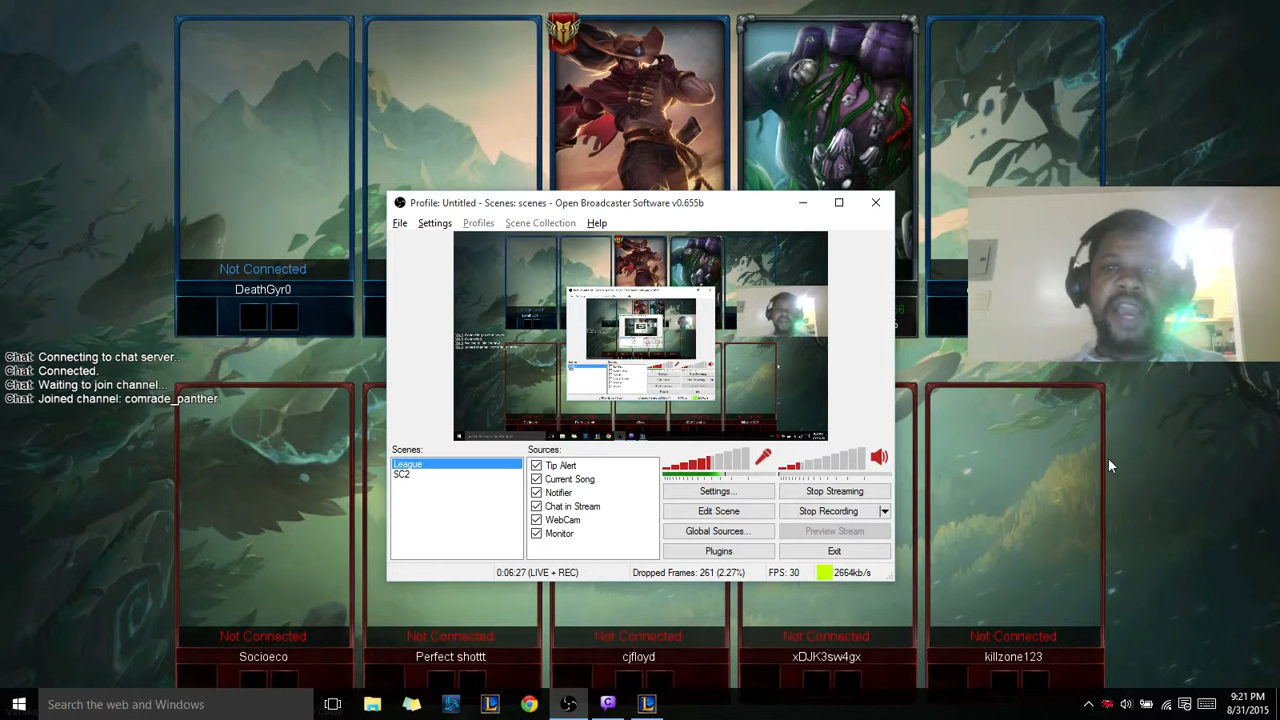 Not Connected
DeathGyr0
Chat Connecting to chat server..
Chat Connected.
Chat Waiting to join channel...
Chat Joined channel: comrade_panther
Profile: Untitled - Scenes: scenes - Open Broadcaster Software v0.655b
File Settings Profiles Scene Collection Help
Scenes:
League
SC2
Sources:
Tip Alert
Current Song
Notifier
Chat in Stream
WebCam
Monitor
Settings... Stop Streaming
Edit Scene Stop Recording
Global Sources... Preview Stream
Plugins Exit
0:06:27 (LIVE + REC) Dropped Frames: 261 (2.27%) FPS: 30 2664kb/s
Not Connected Not Connected Not Connected Not Connected Not Connected
Socioeco Perfect shottt cjfloyd xDJK3sw4gx killzone123
Search the web and Windows
9:21 PM
8/31/2015